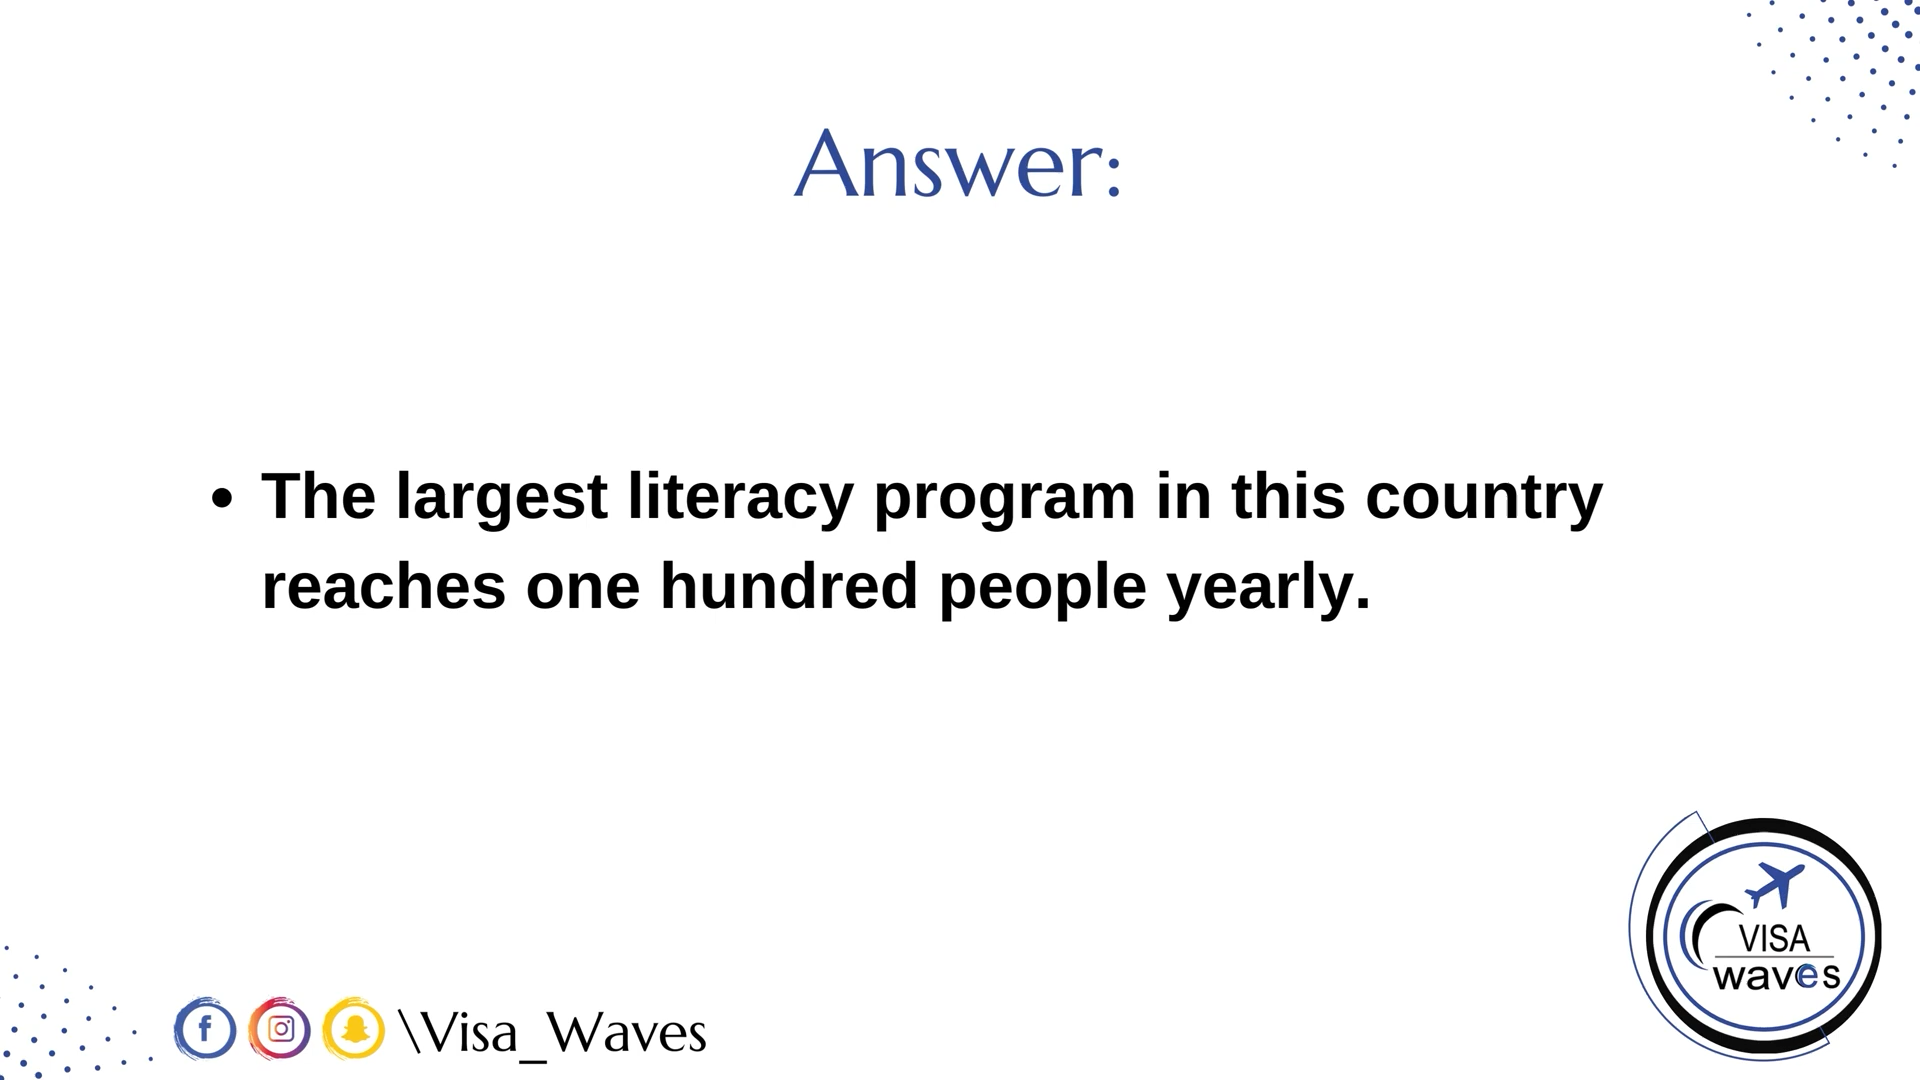 Answer:
• The largest literacy program in this country
reaches one hundred people yearly.
VISA
waves
\Visa_Waves